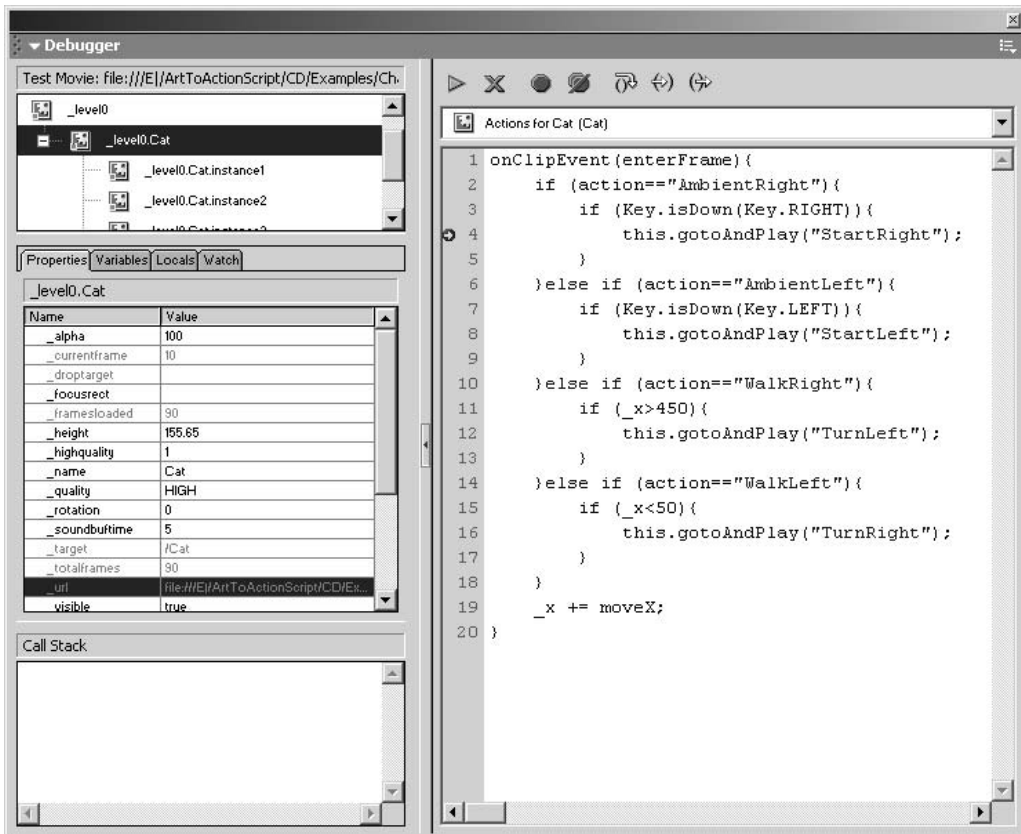 Debugger
Test Movie: file:///E|/ArtToActionScript/CD/Examples/Ch
_level0
_level0.Cat
_level0.Cat.instance1
_level0.Cat.instance2
Properties Variables Locals Watch
_level0.Cat
Name Value
_alpha 100
_currentframe 10
_droptarget
_focusrect
_framesloaded 90
_height 155.65
_highquality 1
_name Cat
_quality HIGH
_rotation 0
_soundbuftime 5
_target /Cat
_totalframes 90
_url file:///E|/ArtToActionScript/CD/Ex...
_visible true
Call Stack
Actions for Cat (Cat)
1 onClipEvent(enterFrame){
2 if (action=="AmbientRight"){
3 if (Key.isDown(Key.RIGHT)){
4 this.gotoAndPlay("StartRight");
5 }
6 }else if (action=="AmbientLeft"){
7 if (Key.isDown(Key.LEFT)){
8 this.gotoAndPlay("StartLeft");
9 }
10 }else if (action=="WalkRight"){
11 if (_x>450){
12 this.gotoAndPlay("TurnLeft");
13 }
14 }else if (action=="WalkLeft"){
15 if (_x<50){
16 this.gotoAndPlay("TurnRight");
17 }
18 }
19 _x += moveX;
20 }